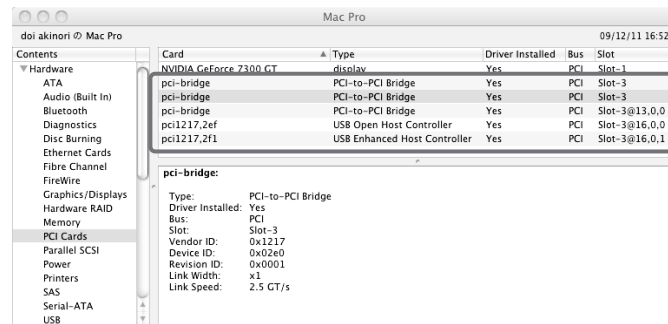 Mac Pro
doi akinori の Mac Pro 09/12/11 16:52
Contents
Hardware
ATA
Audio (Built In)
Bluetooth
Diagnostics
Disc Burning
Ethernet Cards
Fibre Channel
FireWire
Graphics/Displays
Hardware RAID
Memory
PCI Cards
Parallel SCSI
Power
Printers
SAS
Serial-ATA
USB
Card Type Driver Installed Bus Slot
NVIDIA GeForce 7300 GT display Yes PCI Slot-1
pci-bridge PCI-to-PCI Bridge Yes PCI Slot-3
pci-bridge PCI-to-PCI Bridge Yes PCI Slot-3
pci-bridge PCI-to-PCI Bridge Yes PCI Slot-3@13,0,0
pci1217,2ef USB Open Host Controller Yes PCI Slot-3@16,0,0
pci1217,2f1 USB Enhanced Host Controller Yes PCI Slot-3@16,0,1
pci-bridge:
Type: PCI-to-PCI Bridge
Driver Installed: Yes
Bus: PCI
Slot: Slot-3
Vendor ID: 0x1217
Device ID: 0x02e0
Revision ID: 0x0001
Link Width: x1
Link Speed: 2.5 GT/s